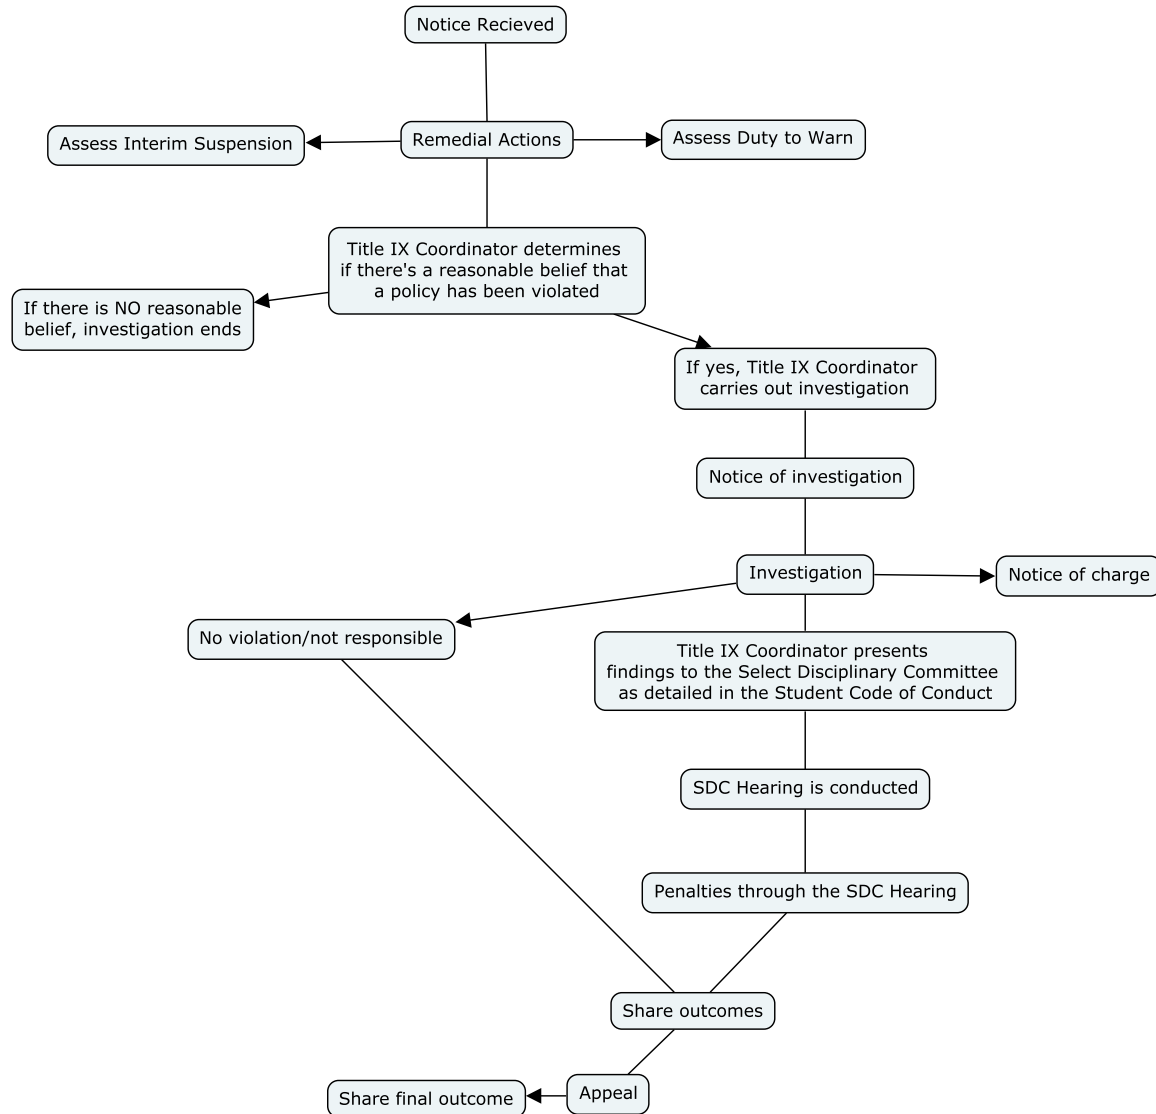 Notice Recieved
Assess Interim Suspension
Remedial Actions
Assess Duty to Warn
Title IX Coordinator determines
if there's a reasonable belief that
a policy has been violated
If there is NO reasonable
belief, investigation ends
If yes, Title IX Coordinator
carries out investigation
Notice of investigation
Investigation
Notice of charge
No violation/not responsible
Title IX Coordinator presents
findings to the Select Disciplinary Committee
as detailed in the Student Code of Conduct
SDC Hearing is conducted
Penalties through the SDC Hearing
Share outcomes
Appeal
Share final outcome